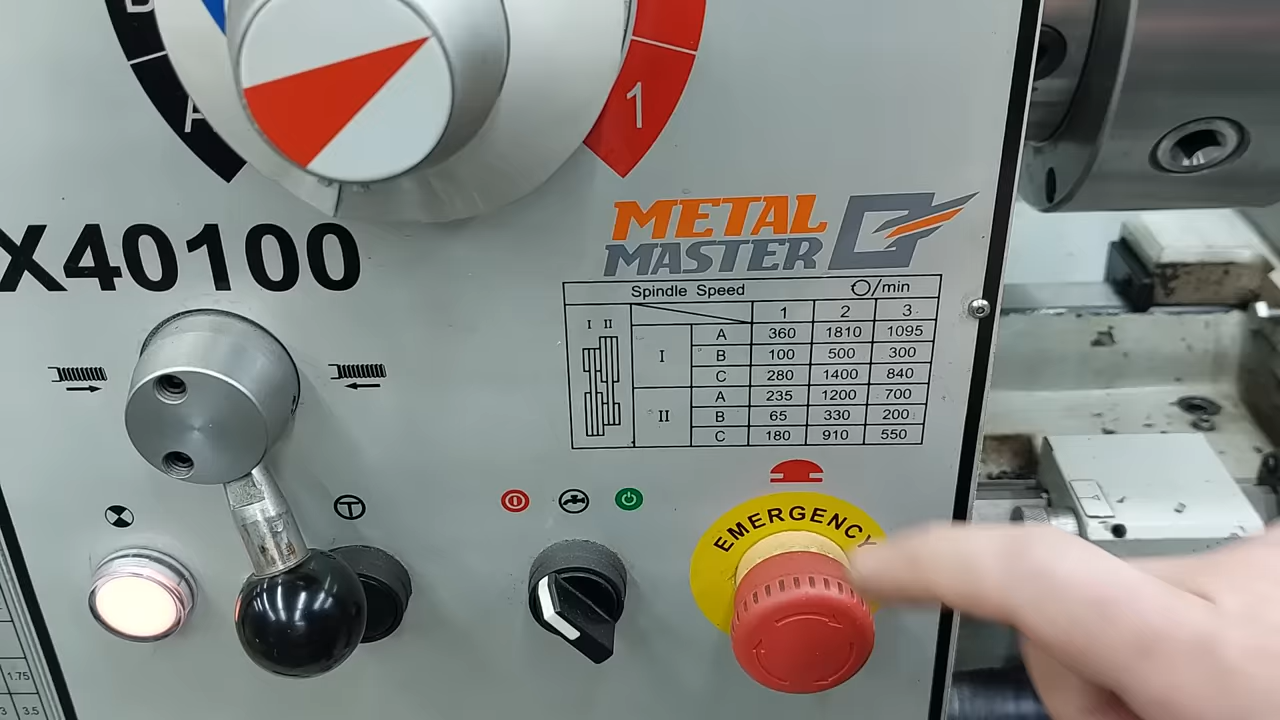 A
1
X40100
METAL
MASTER
Spindle Speed /min
I II 1 2 3
I A 360 1810 1095
B 100 500 300
C 280 1400 840
II A 235 1200 700
B 65 330 200
C 180 910 550
EMERGENCY
1.75
3 3.5